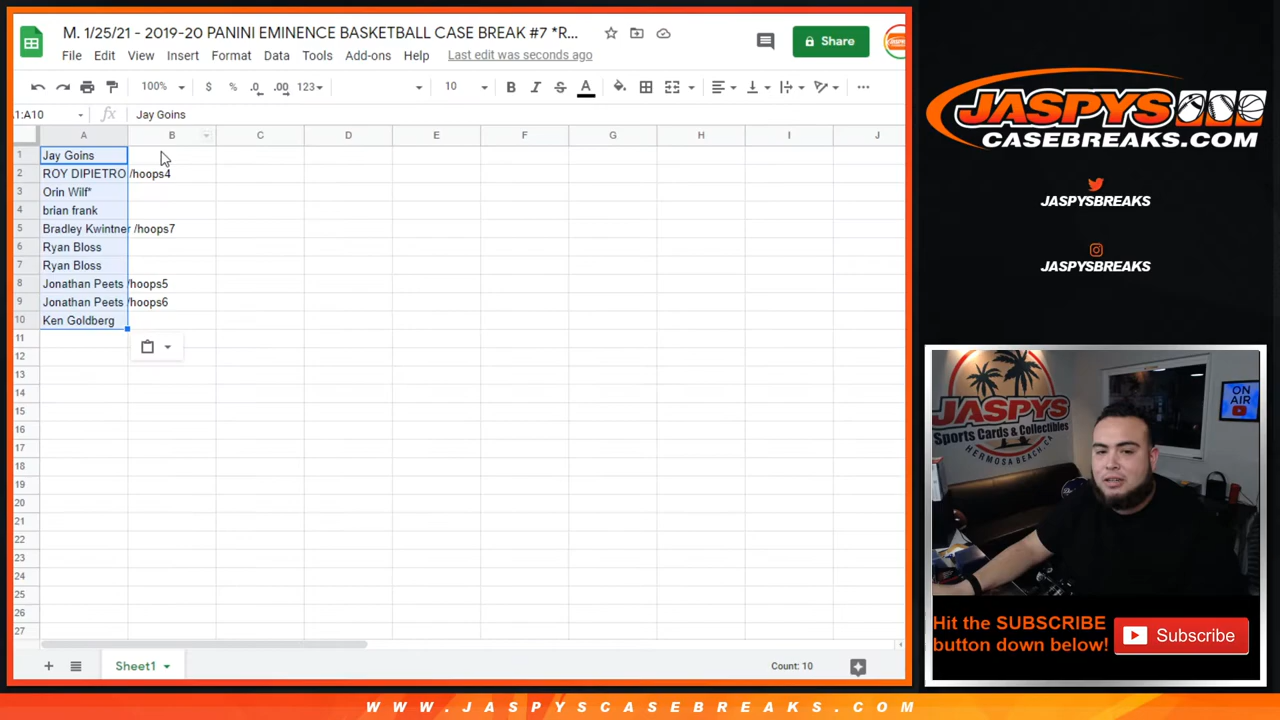 M. 1/25/21 - 2019-20 PANINI EMINENCE BASKETBALL CASE BREAK #7 *R...
File Edit View Insert Format Data Tools Add-ons Help Last edit was seconds ago
Share
100% $ % .0 .00 123 10 B I S A
1:A10 fx Jay Goins
A B C D E F G H I J
1 Jay Goins
2 ROY DIPIETRO /hoops4
3 Orin Wilf*
4 brian frank
5 Bradley Kwintner /hoops7
6 Ryan Bloss
7 Ryan Bloss
8 Jonathan Peets /hoops5
9 Jonathan Peets /hoops6
10 Ken Goldberg
11
12
13
14
15
16
17
18
19
20
21
22
23
24
25
26
27
Sheet1
Count: 10
JASPYS
CASEBREAKS.COM
JASPYSBREAKS
JASPYSBREAKS
JASPYS
Sports Cards & Collectibles
HERMOSA BEACH, CA
ON AIR
Hit the SUBSCRIBE
button down below!
Subscribe
WWW.JASPYSCASEBREAKS.COM